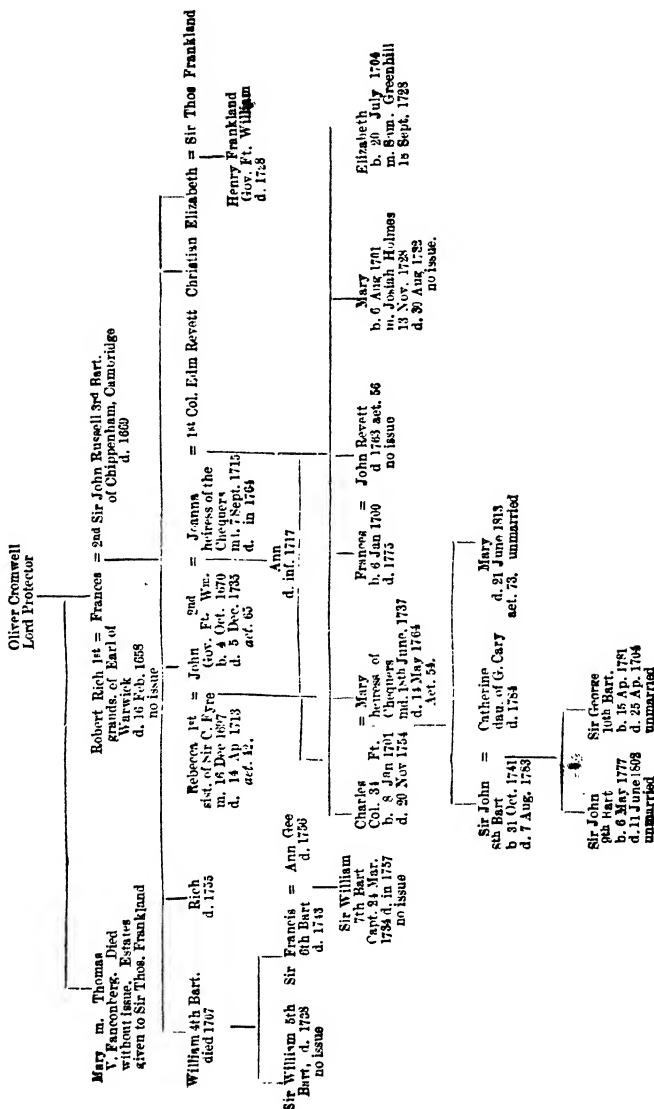 Oliver Cromwell
Lord Protector
Mary m. Thomas
V. Fanconberg. Died
without issue. Estates
given to Sir Thos. Frankland
Robert Rich 1st = Frances = 2nd Sir John Russell 3rd Bart.
grands. of Earl of
Warwick
d. 16 Feb. 1658
no issue
of Chippenham, Cambridge
d. 1669
William 4th Bart.
died 1707
Rich
d. 1755
Rebecca 1st = John 2nd = Joanna = 1st Col. Edm Revett
sist. of Sir C. Eyre
m. 16 Dec 1697
d. 14 Ap 1713
aet. 42.
Gov. Ft. Wm.
b. 4 Oct. 1670
d. 5 Dec. 1735
aet. 65
heiress of the
Chequers
m1. 7 Sept. 1715
d. in 1764
Christian Elizabeth = Sir Thos Frankland
Henry Frankland
Gov. Ft. William
d. 1728
Ann
d. inf. 1717
Sir William 5th
Bart, d. 1738
no issue
Sir Francis = Ann Gee
6th Bart
d. 1743
d. 1756
Sir William
7th Bart
Capt. 24 Mar.
1734 d. in 1757
no issue
Charles = Mary
Col. 34 Ft.
b. 8 Jan 1701
d. 20 Nov 1754
heiress of
Chequers
md. 18th June, 1737
d. 14 May 1764
Aet. 54.
Frances =
b. 6 Jan 1700
d. 1775
John Revett
d 1763 aet. 56
no issue
Mary
b. 6 Aug 1701
m. Josiah Holmes
13 Nov. 1728
d. 30 Aug 1732
no issue.
Elizabeth
b. 20 July 1704
m. Sam. Greenhill
18 Sept. 1728
Sir John =
8th Bart
b 31 Oct. 1741
d. 7 Aug. 1783
Catherine
dau. of G. Cary
d. 1784
Mary
d. 21 June 1813
aet. 73, unmarried
Sir John
9th Bart
b. 6 May 1777
d. 11 June 1802
unmarried
Sir George
10th Bart.
b. 15 Ap. 1781
d. 25 Ap. 1704
unmarried